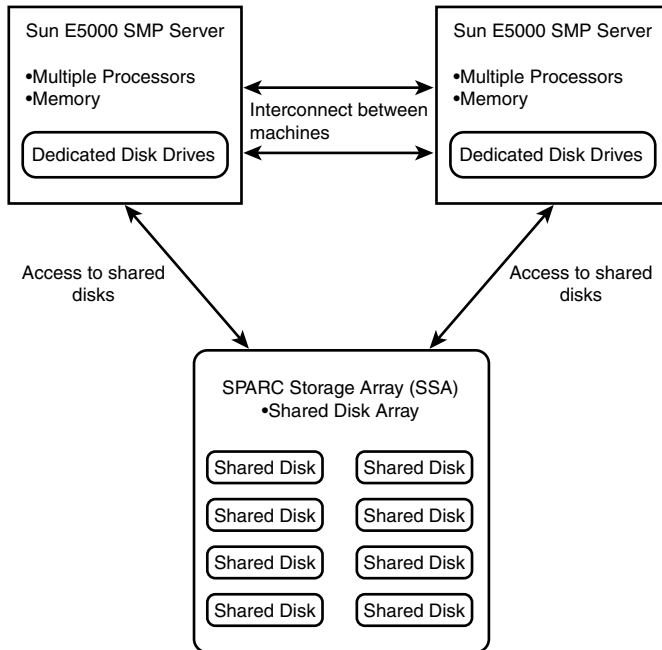 Sun E5000 SMP Server
•Multiple Processors
•Memory
Dedicated Disk Drives
Interconnect between
machines
Sun E5000 SMP Server
•Multiple Processors
•Memory
Dedicated Disk Drives
Access to shared
disks
Access to shared
disks
SPARC Storage Array (SSA)
•Shared Disk Array
Shared Disk
Shared Disk
Shared Disk
Shared Disk
Shared Disk
Shared Disk
Shared Disk
Shared Disk